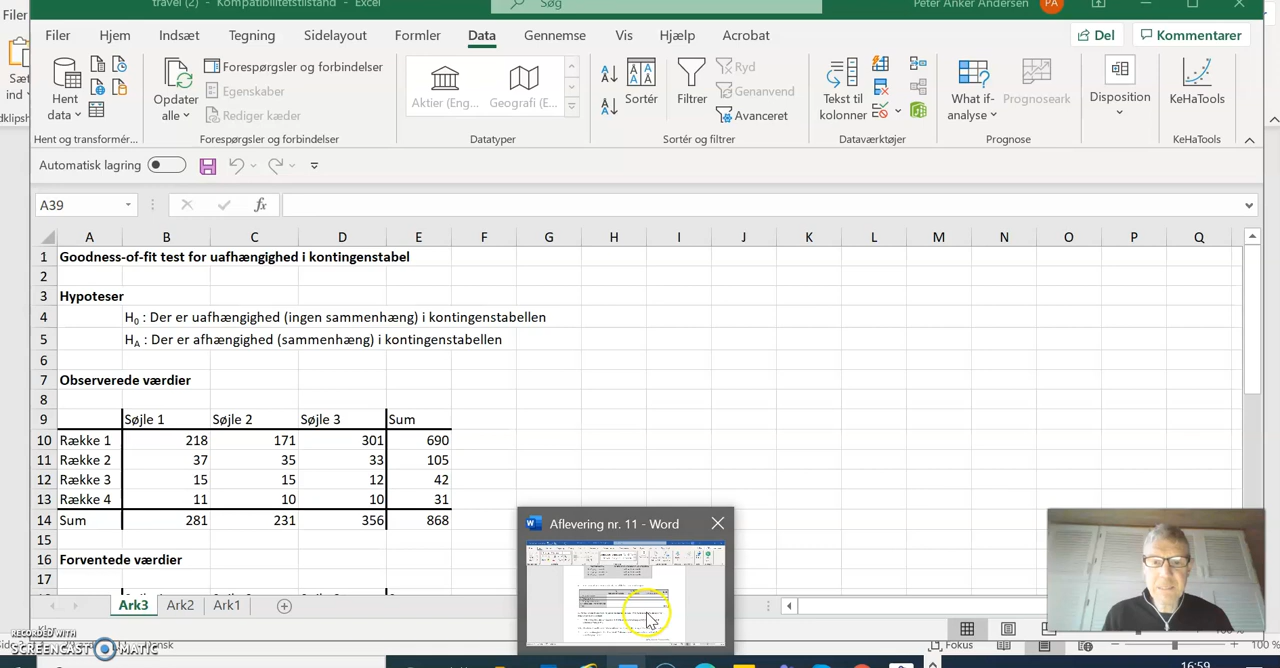 travel (2) - Kompatibilitetstilstand - Excel
Søg
Peter Anker Andersen
PA
Filer
Filer Hjem Indsæt Tegning Sidelayout Formler Data Gennemse Vis Hjælp Acrobat
Del
Kommentarer
Sæt
ind
Hent
data
Opdater
alle
Forespørgsler og forbindelser
Egenskaber
Rediger kæder
Aktier (Eng...
Geografi (E...
Sortér
Filtrer
Ryd
Genanvend
Avanceret
Tekst til
kolonner
What if-
analyse
Prognoseark
Disposition
KeHaTools
Hent og transformér...
Forespørgsler og forbindelser
Datatyper
Sortér og filtrer
Dataværktøjer
Prognose
KeHaTools
Automatisk lagring
A39
fx
A B C D E F G H I J K L M N O P Q
1 Goodness-of-fit test for uafhængighed i kontingenstabel
2
3 Hypoteser
4 H0 : Der er uafhængighed (ingen sammenhæng) i kontingenstabellen
5 HA : Der er afhængighed (sammenhæng) i kontingenstabellen
6
7 Observerede værdier
8
9 Søjle 1 Søjle 2 Søjle 3 Sum
10 Række 1 218 171 301 690
11 Række 2 37 35 33 105
12 Række 3 15 15 12 42
13 Række 4 11 10 10 31
14 Sum 281 231 356 868
15
16 Forventede værdier
17
Aflevering nr. 11 - Word
Ark3 Ark2 Ark1
RECORDED WITH
SCREENCAST MATIC
Fokus
100 %
16:59